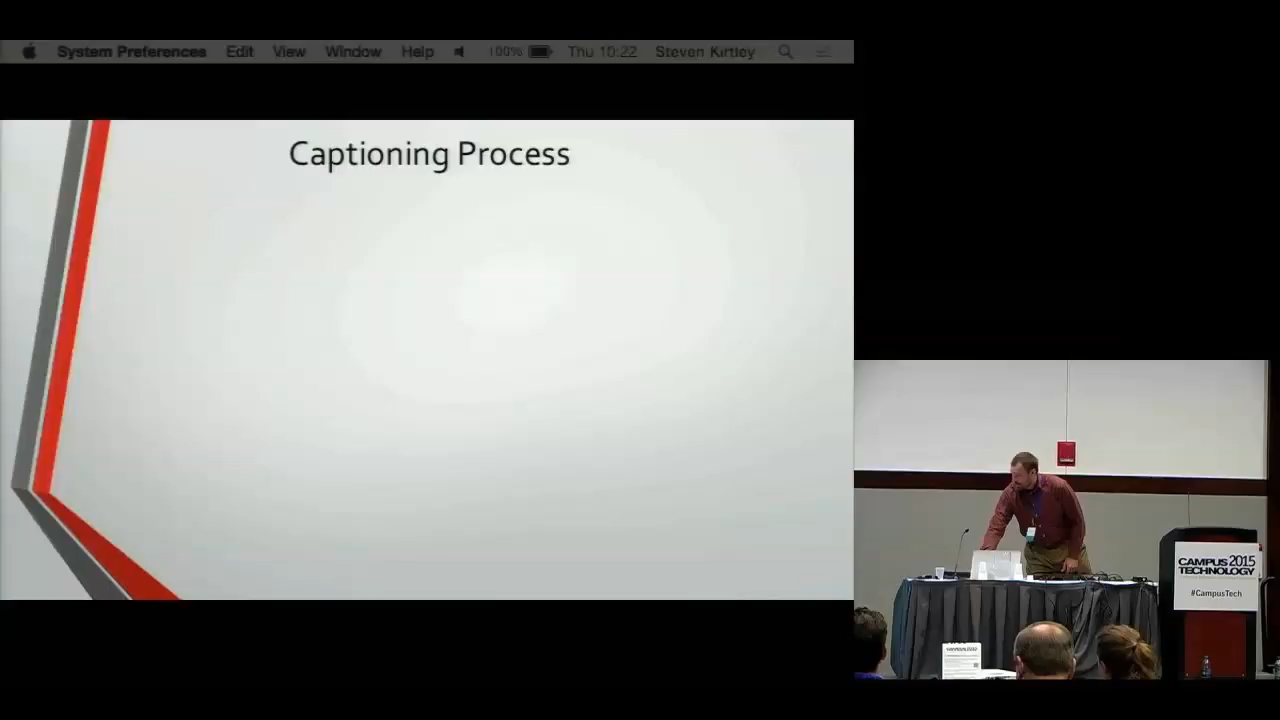 System Preferences Edit View Window Help 100% Thu 10:22 Steven Kirtley
Captioning Process
CAMPUS 2015
TECHNOLOGY
#CampusTech